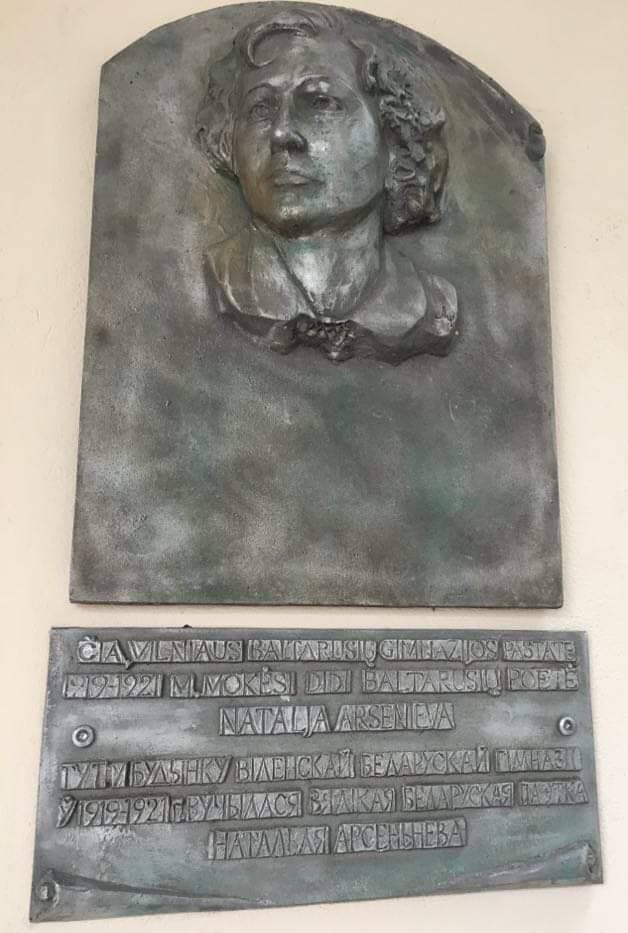 ČIA, VILNIAUS BALTARUSIŲ GIMNAZIJOS PASTATE
1919-1921 M. MOKĖSI DIDI BALTARUSIŲ POETĖ
NATALJA ARSENJEVA
ТУТ, У БУДЫНКУ ВІЛЕНСКАЙ БЕЛАРУСКАЙ ГІМНАЗІІ
Ў 1919-1921 Г. ВУЧЫЛАСЯ ВЯЛІКАЯ БЕЛАРУСКАЯ ПАЭТКА
НАТАЛЬЛЯ АРСЕНЬНЕВА